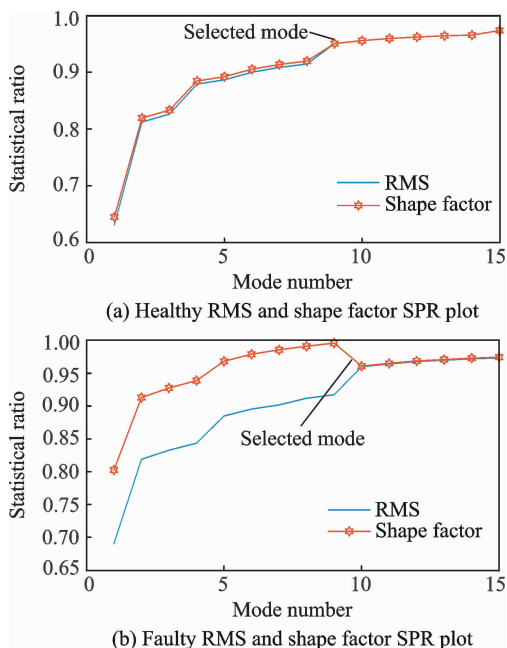 Selected mode
1.0
0.9
0.8
0.7
0.6
Statistical ratio
RMS
Shape factor
0 5 10 15
Mode number
(a) Healthy RMS and shape factor SPR plot
1.00
0.95
0.90
0.85
0.80
0.75
0.70
0.65
Statistical ratio
Selected mode
RMS
Shape factor
0 5 10 15
Mode number
(b) Faulty RMS and shape factor SPR plot